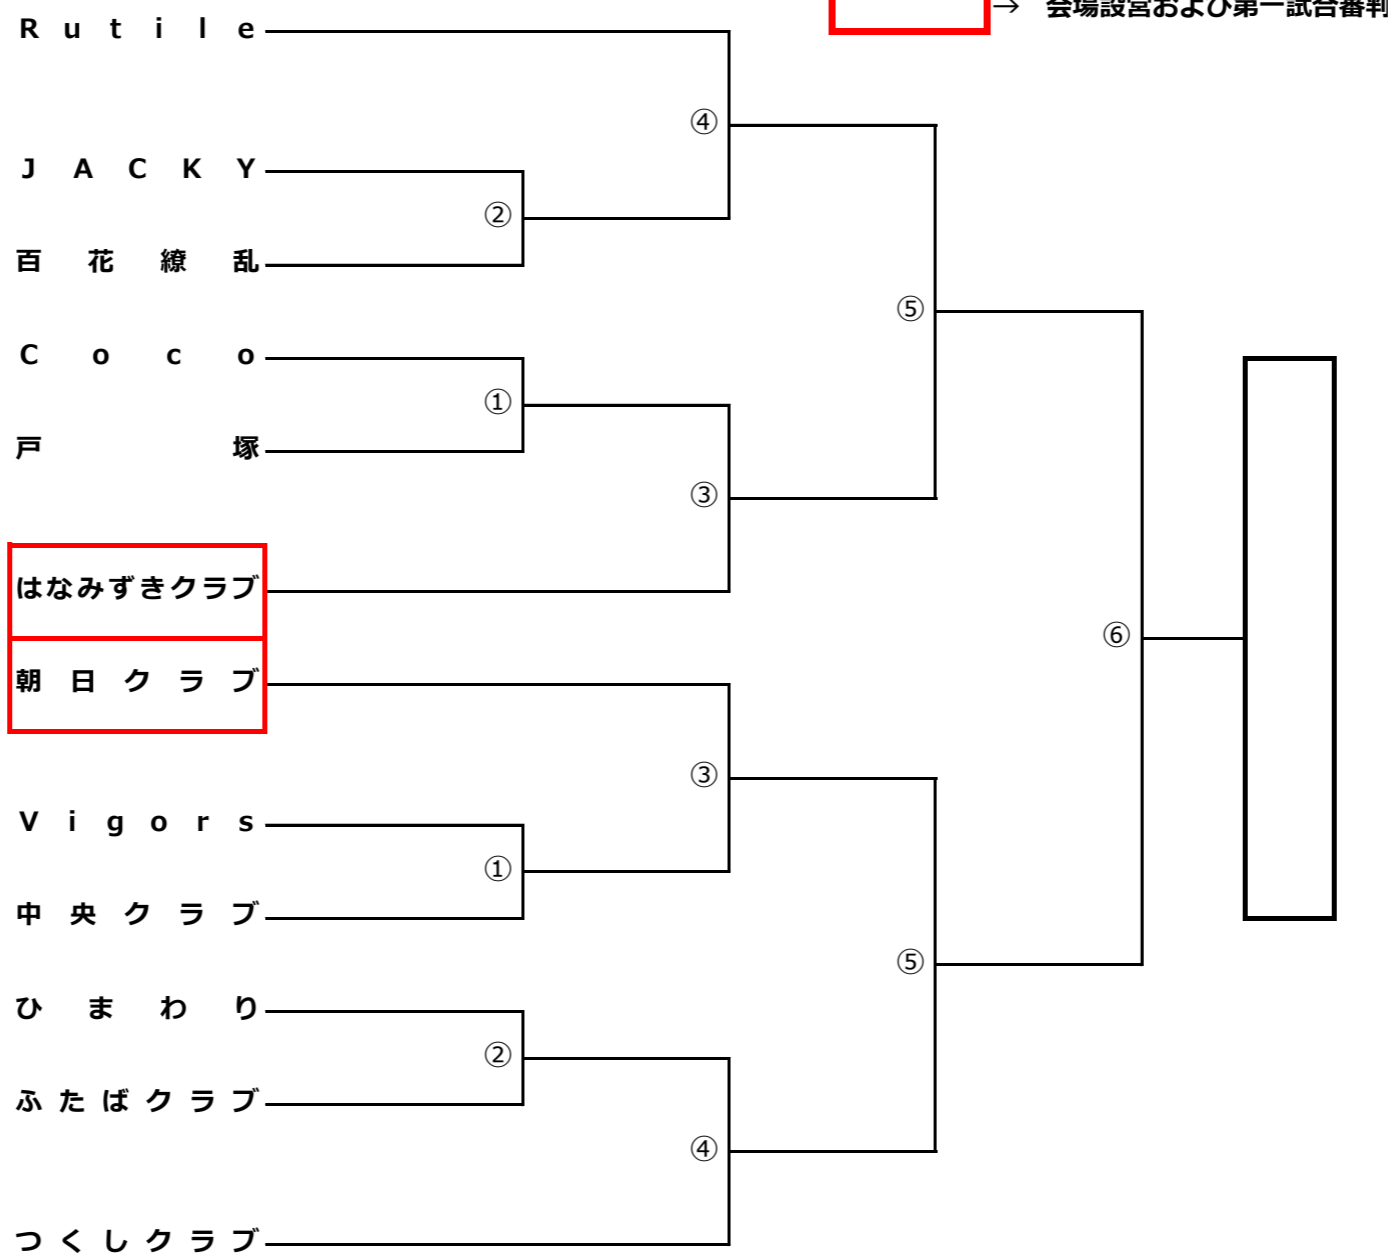 → 会場設営および第一試合審判
Rutile
④
JACKY
②
百花繚乱
⑤
Coco
①
戸塚
③
はなみずきクラブ
⑥
朝日クラブ
③
Vigors
①
中央クラブ
⑤
ひまわり
②
ふたばクラブ
④
つくしクラブ